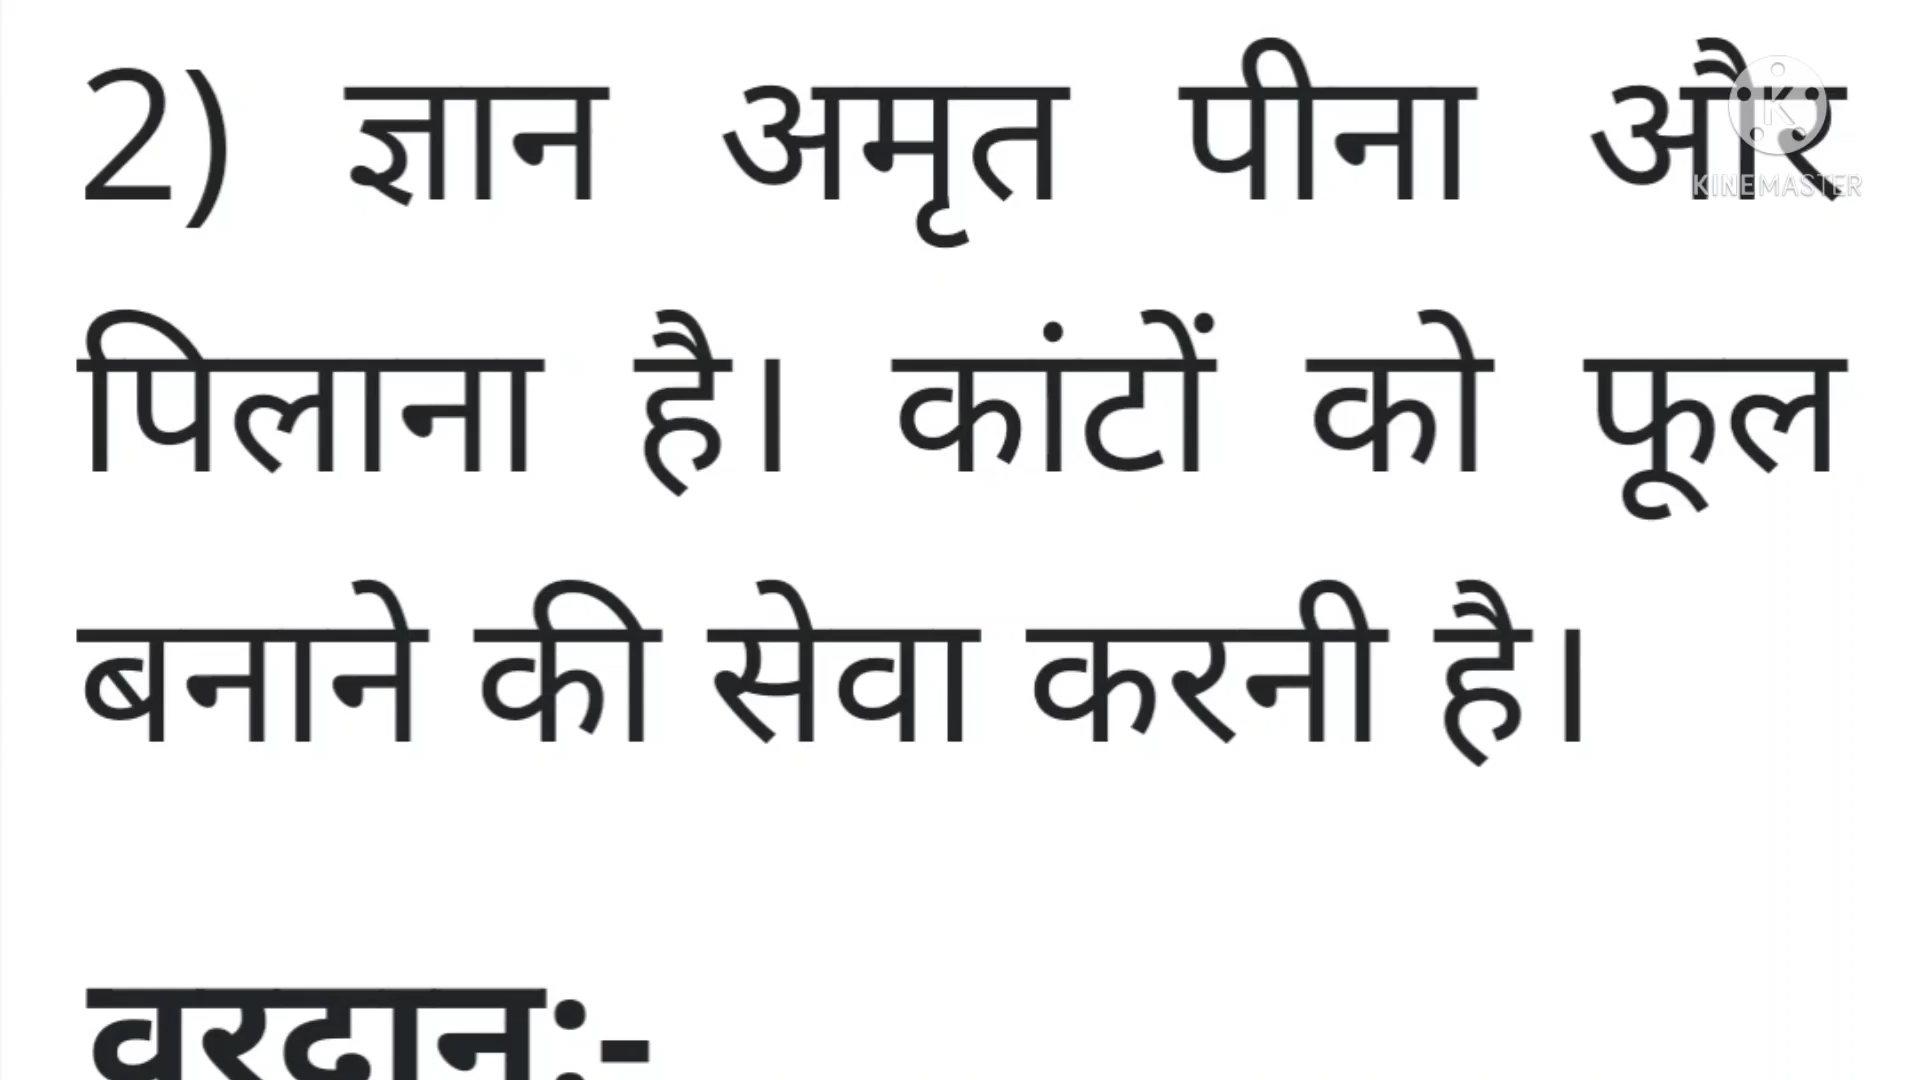 2) ज्ञान अमृत पीना और
KINEMASTER
पिलाना है। कांटों को फूल
बनाने की सेवा करनी है।
वरदान:-